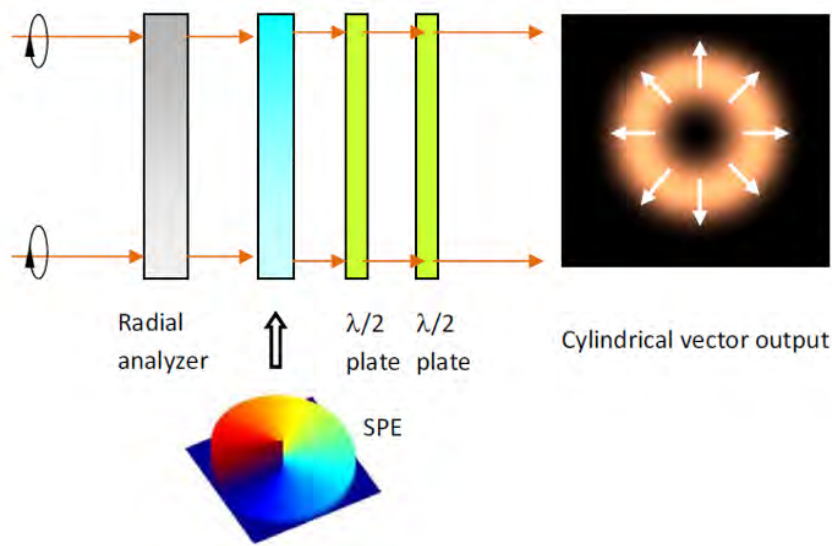 Radial
analyzer
λ/2
plate
λ/2
plate
Cylindrical vector output
SPE